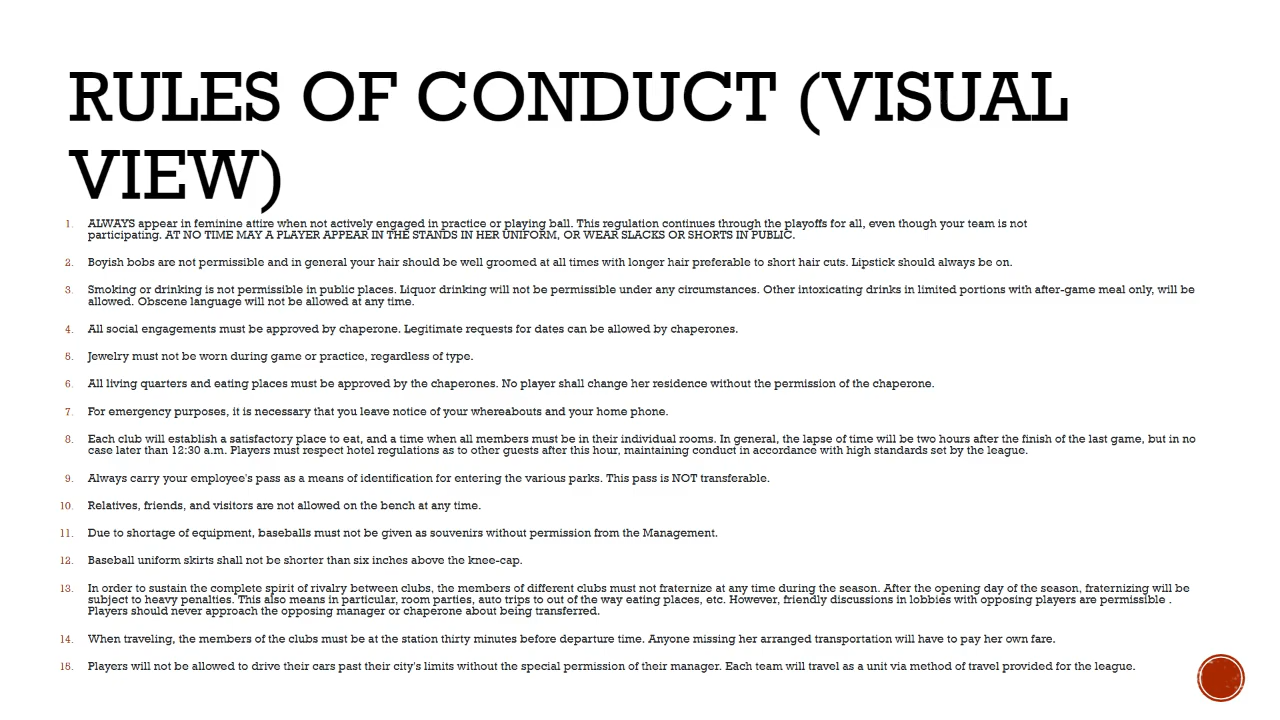 RULES OF CONDUCT (VISUAL
VIEW)
1. ALWAYS appear in feminine attire when not actively engaged in practice or playing ball. This regulation continues through the playoffs for all, even though your team is not
participating. AT NO TIME MAY A PLAYER APPEAR IN THE STANDS IN HER UNIFORM, OR WEAR SLACKS OR SHORTS IN PUBLIC.
2. Boyish bobs are not permissible and in general your hair should be well groomed at all times with longer hair preferable to short hair cuts. Lipstick should always be on.
3. Smoking or drinking is not permissible in public places. Liquor drinking will not be permissible under any circumstances. Other intoxicating drinks in limited portions with after-game meal only, will be
allowed. Obscene language will not be allowed at any time.
4. All social engagements must be approved by chaperone. Legitimate requests for dates can be allowed by chaperones.
5. Jewelry must not be worn during game or practice, regardless of type.
6. All living quarters and eating places must be approved by the chaperones. No player shall change her residence without the permission of the chaperone.
7. For emergency purposes, it is necessary that you leave notice of your whereabouts and your home phone.
8. Each club will establish a satisfactory place to eat, and a time when all members must be in their individual rooms. In general, the lapse of time will be two hours after the finish of the last game, but in no
case later than 12:30 a.m. Players must respect hotel regulations as to other guests after this hour, maintaining conduct in accordance with high standards set by the league.
9. Always carry your employee's pass as a means of identification for entering the various parks. This pass is NOT transferable.
10. Relatives, friends, and visitors are not allowed on the bench at any time.
11. Due to shortage of equipment, baseballs must not be given as souvenirs without permission from the Management.
12. Baseball uniform skirts shall not be shorter than six inches above the knee-cap.
13. In order to sustain the complete spirit of rivalry between clubs, the members of different clubs must not fraternize at any time during the season. After the opening day of the season, fraternizing will be
subject to heavy penalties. This also means in particular, room parties, auto trips to out of the way eating places, etc. However, friendly discussions in lobbies with opposing players are permissible .
Players should never approach the opposing manager or chaperone about being transferred.
14. When traveling, the members of the clubs must be at the station thirty minutes before departure time. Anyone missing her arranged transportation will have to pay her own fare.
15. Players will not be allowed to drive their cars past their city's limits without the special permission of their manager. Each team will travel as a unit via method of travel provided for the league.